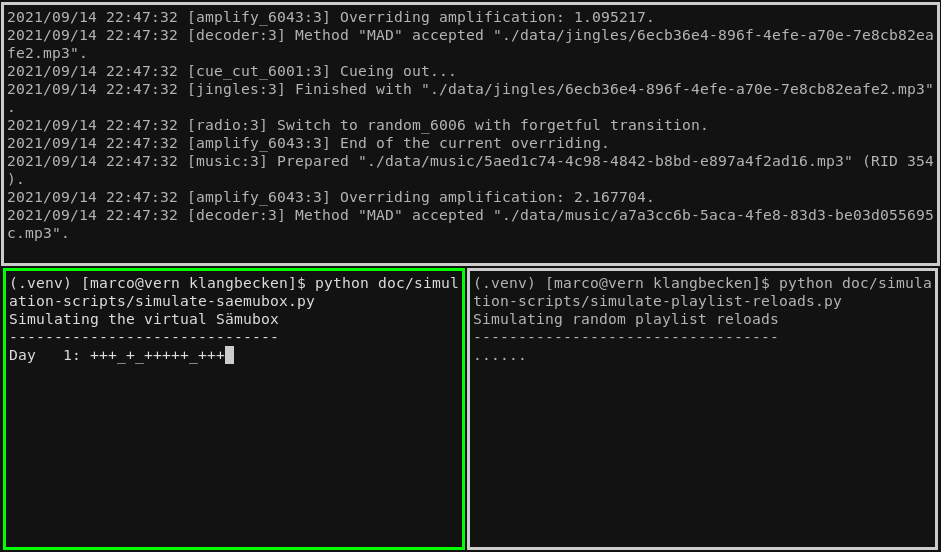 2021/09/14 22:47:32 [amplify_6043:3] Overriding amplification: 1.095217.
2021/09/14 22:47:32 [decoder:3] Method "MAD" accepted "./data/jingles/6ecb36e4-896f-4efe-a70e-7e8cb82ea
fe2.mp3".
2021/09/14 22:47:32 [cue_cut_6001:3] Cueing out...
2021/09/14 22:47:32 [jingles:3] Finished with "./data/jingles/6ecb36e4-896f-4efe-a70e-7e8cb82eafe2.mp3"
.
2021/09/14 22:47:32 [radio:3] Switch to random_6006 with forgetful transition.
2021/09/14 22:47:32 [amplify_6043:3] End of the current overriding.
2021/09/14 22:47:32 [music:3] Prepared "./data/music/5aed1c74-4c98-4842-b8bd-e897a4f2ad16.mp3" (RID 354
).
2021/09/14 22:47:32 [amplify_6043:3] Overriding amplification: 2.167704.
2021/09/14 22:47:32 [decoder:3] Method "MAD" accepted "./data/music/a7a3cc6b-5aca-4fe8-83d3-be03d055695
c.mp3".
(.venv) [marco@vern klangbecken]$ python doc/simul
ation-scripts/simulate-saemubox.py
Simulating the virtual Sämubox
------------------------------
Day   1: +++_+_+++++_+++
(.venv) [marco@vern klangbecken]$ python doc/simula
tion-scripts/simulate-playlist-reloads.py
Simulating random playlist reloads
----------------------------------
......